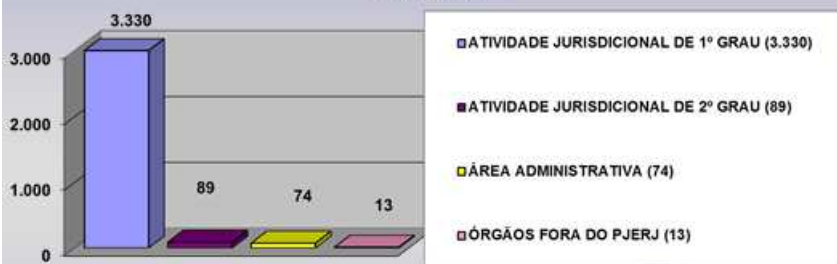 3.330
3.000
2.000
1.000
0
89
74
13
ATIVIDADE JURISDICIONAL DE 1º GRAU (3.330)
ATIVIDADE JURISDICIONAL DE 2º GRAU (89)
ÁREA ADMINISTRATIVA (74)
ÓRGÃOS FORA DO PJERJ (13)